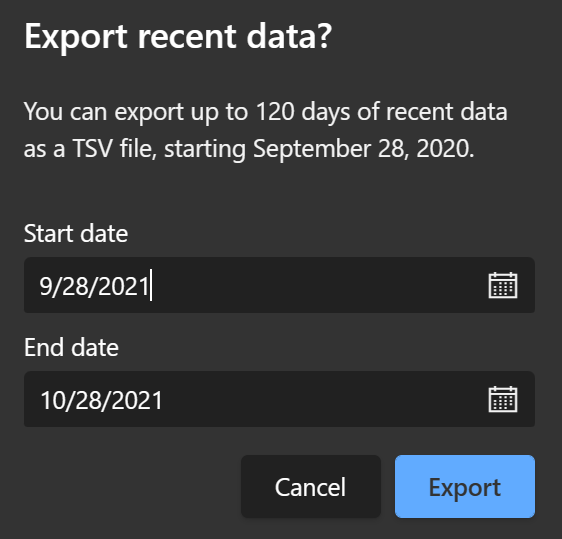 Export recent data?
You can export up to 120 days of recent data
as a TSV file, starting September 28, 2020.
Start date
9/28/2021
End date
10/28/2021
Cancel
Export